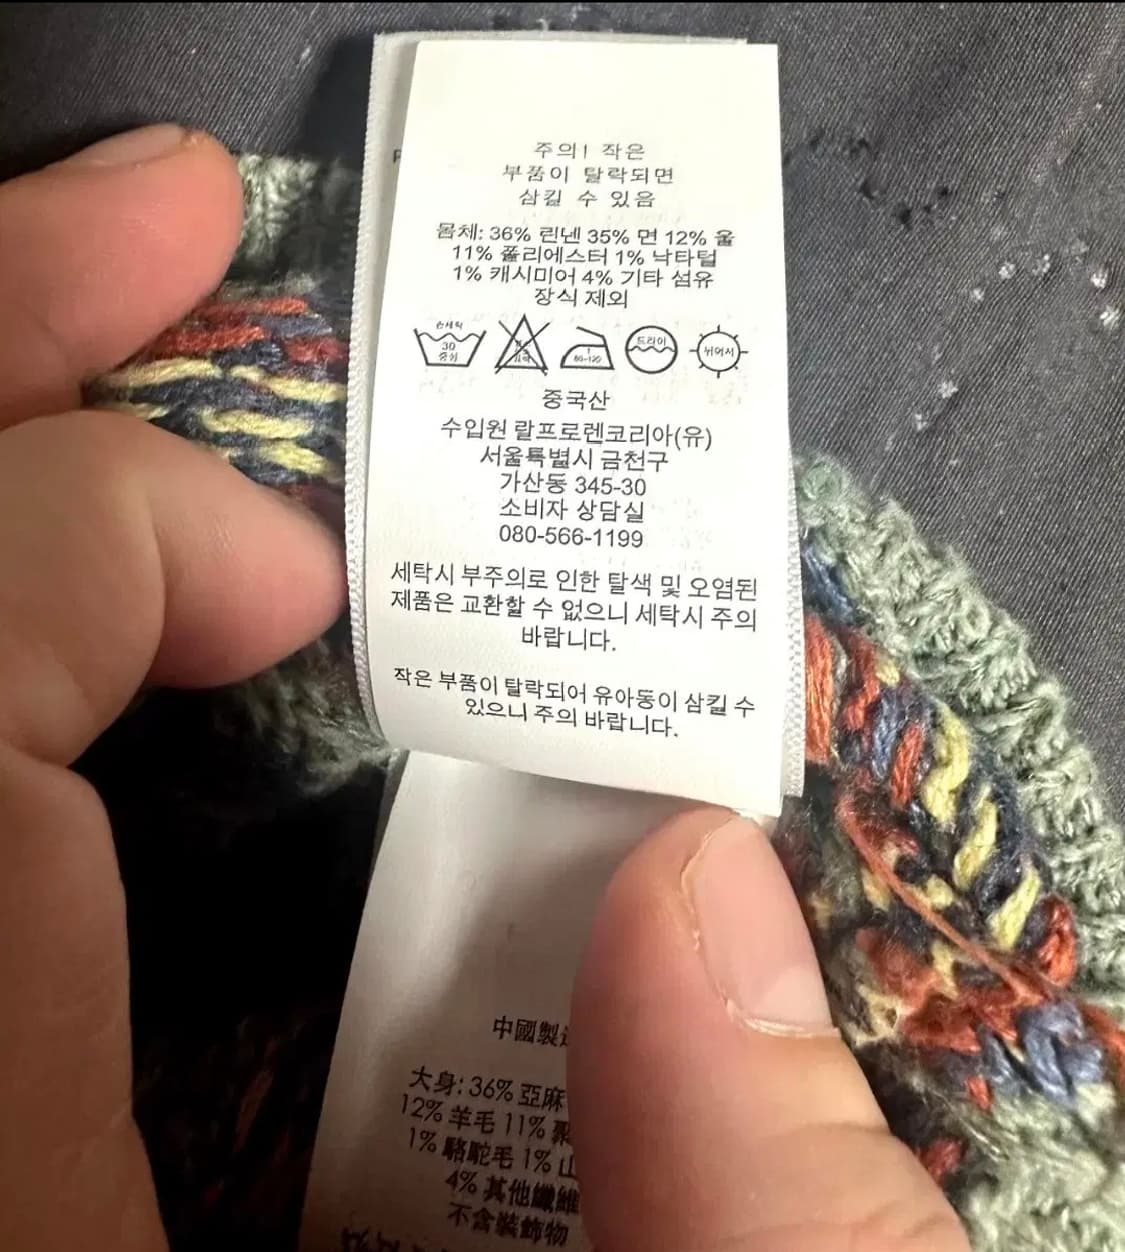 주의! 작은
부품이 탈락되면
삼킬 수 있음
몸체: 36% 린넨 35% 면 12% 울
11% 폴리에스터 1% 낙타털
1% 캐시미어 4% 기타 섬유
장식 제외
손세탁
30
중성
80-120
드라이
뉘어서
중국산
수입원 랄프로렌코리아(유)
서울특별시 금천구
가산동 345-30
소비자 상담실
080-566-1199
세탁시 부주의로 인한 탈색 및 오염된
제품은 교환할 수 없으니 세탁시 주의
바랍니다.
작은 부품이 탈락되어 유아동이 삼킬 수
있으니 주의 바랍니다.
中國製
大身: 36% 亞麻
12% 羊毛 11% 聚
1% 駱駝毛 1% 山
4% 其他纖維
不含裝飾物